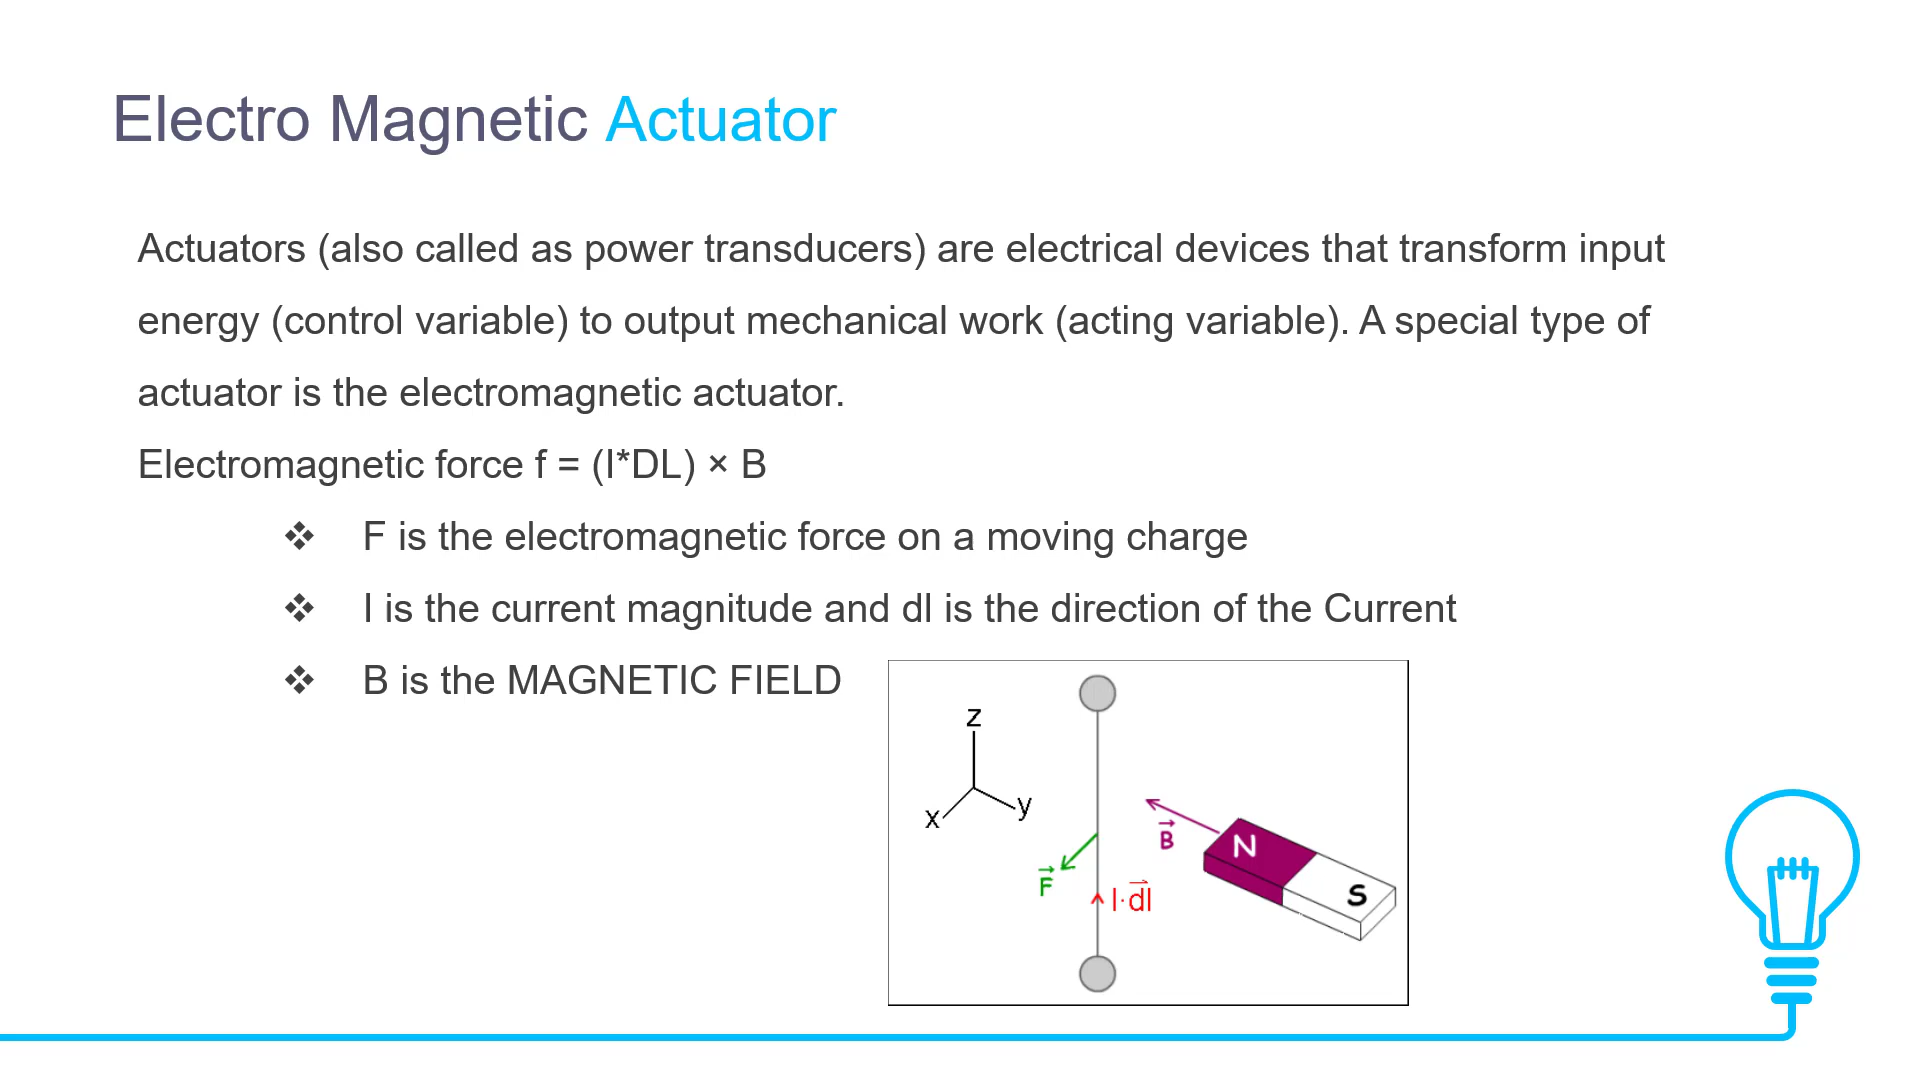 Electro Magnetic Actuator
Actuators (also called as power transducers) are electrical devices that transform input
energy (control variable) to output mechanical work (acting variable). A special type of
actuator is the electromagnetic actuator.
Electromagnetic force f = (I*DL) × B
❖ F is the electromagnetic force on a moving charge
❖ I is the current magnitude and dl is the direction of the Current
❖ B is the MAGNETIC FIELD
z
x
y
B
N
S
F
I·dl